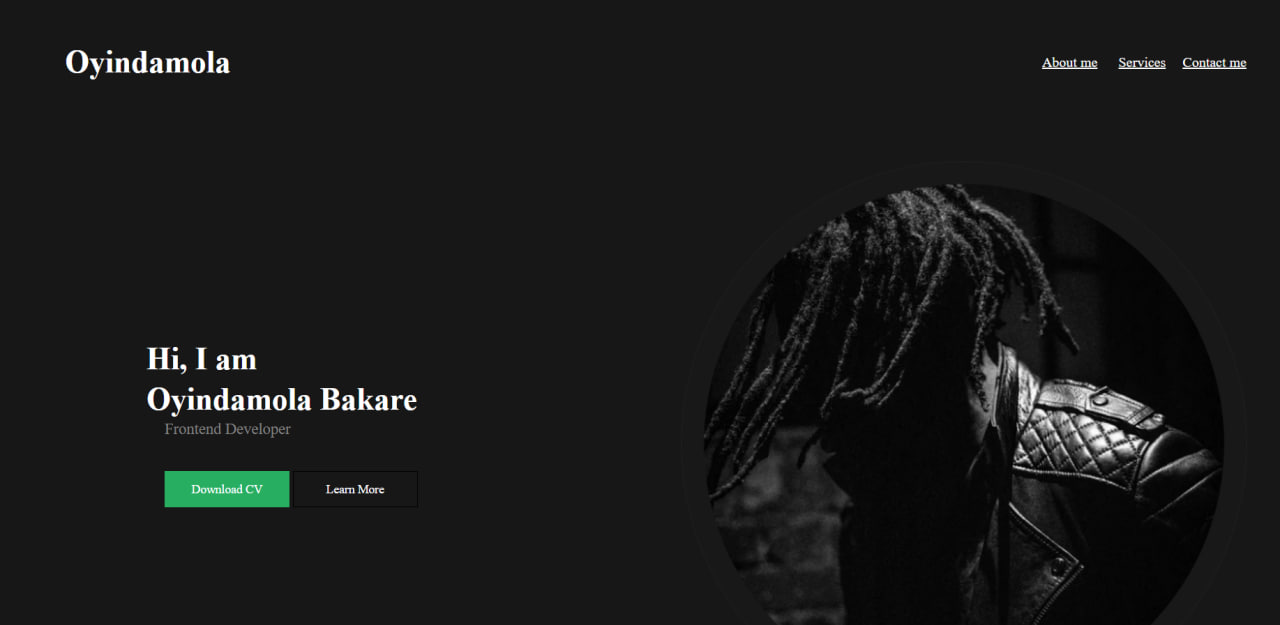 Oyindamola
About me Services Contact me
Hi, I am
Oyindamola Bakare
Frontend Developer
Download CV Learn More